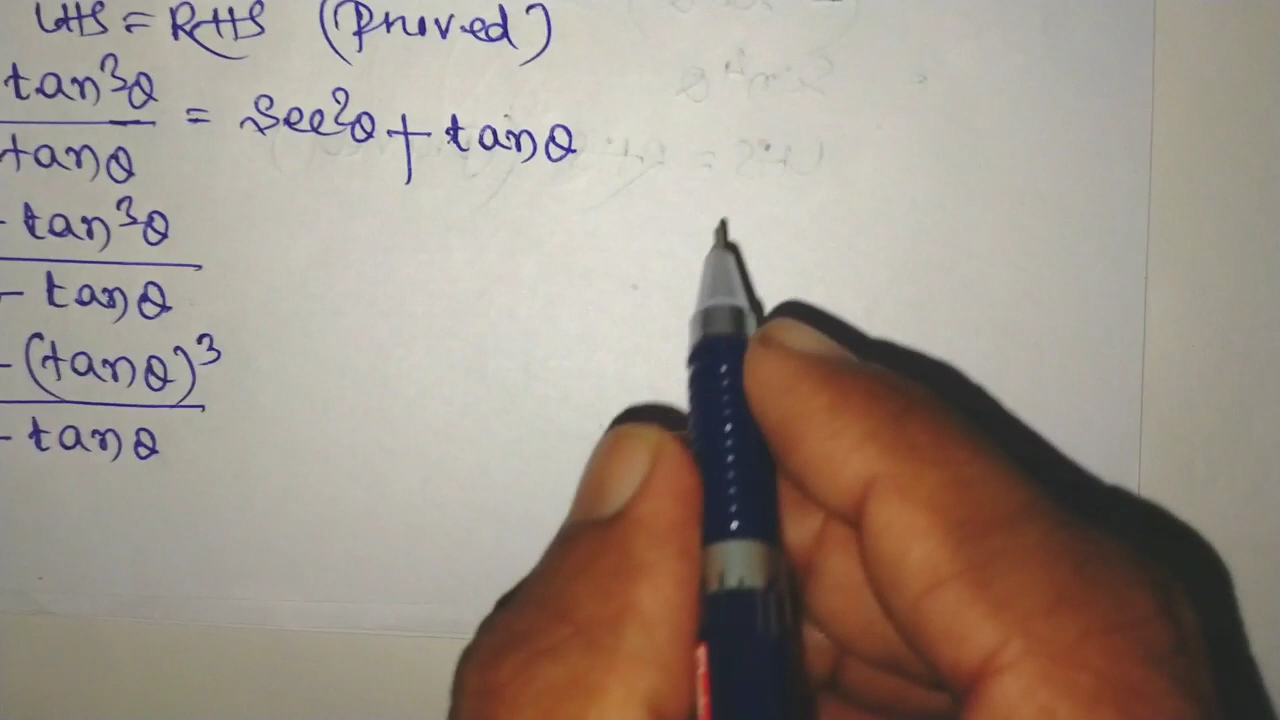 LHS = RHS (Proved)
tan³θ
= Sec²θ + tanθ
tanθ
- tan³θ
- tanθ
- (tanθ)³
- tanθ